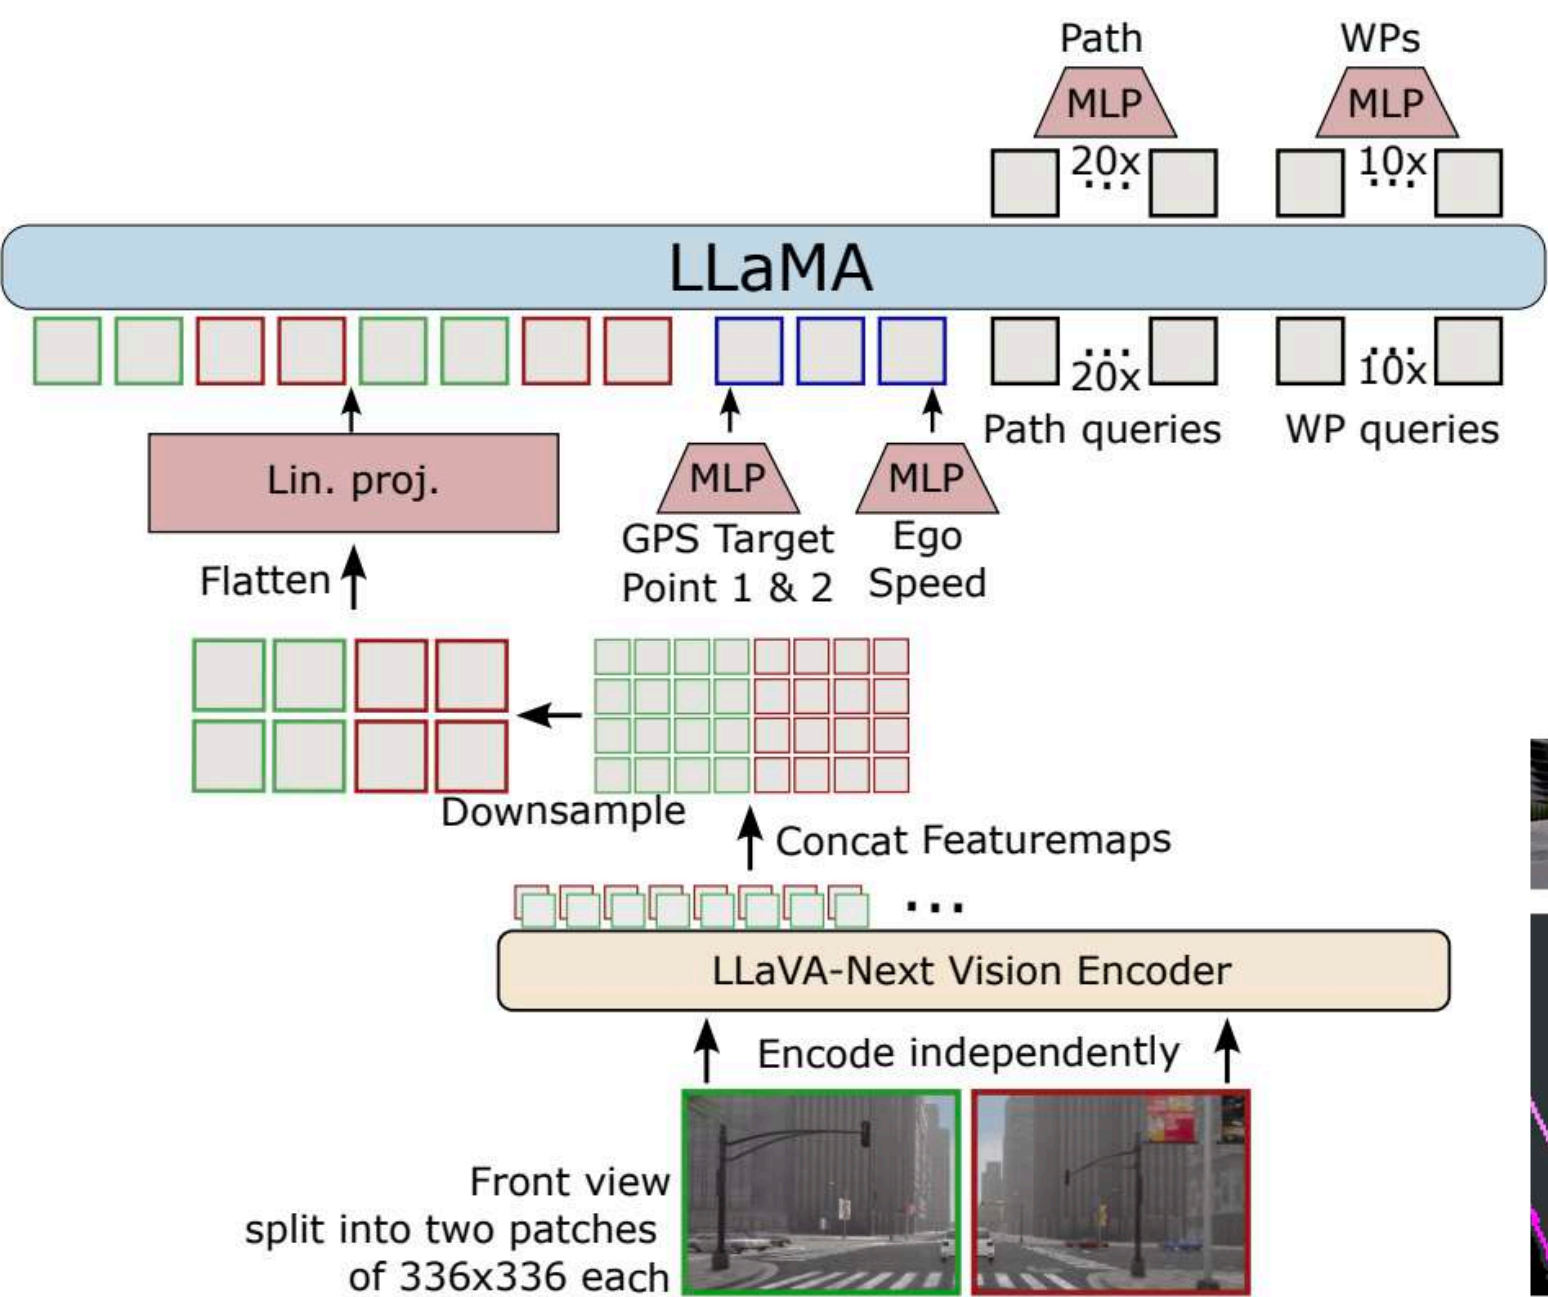 Path
WPs
MLP
MLP
20x
...
10x
...
LLaMA
...
20x
...
10x
Path queries
WP queries
Lin. proj.
MLP
MLP
GPS Target
Point 1 & 2
Ego
Speed
Flatten
Downsample
Concat Featuremaps
...
LLaVA-Next Vision Encoder
Encode independently
Front view
split into two patches
of 336x336 each